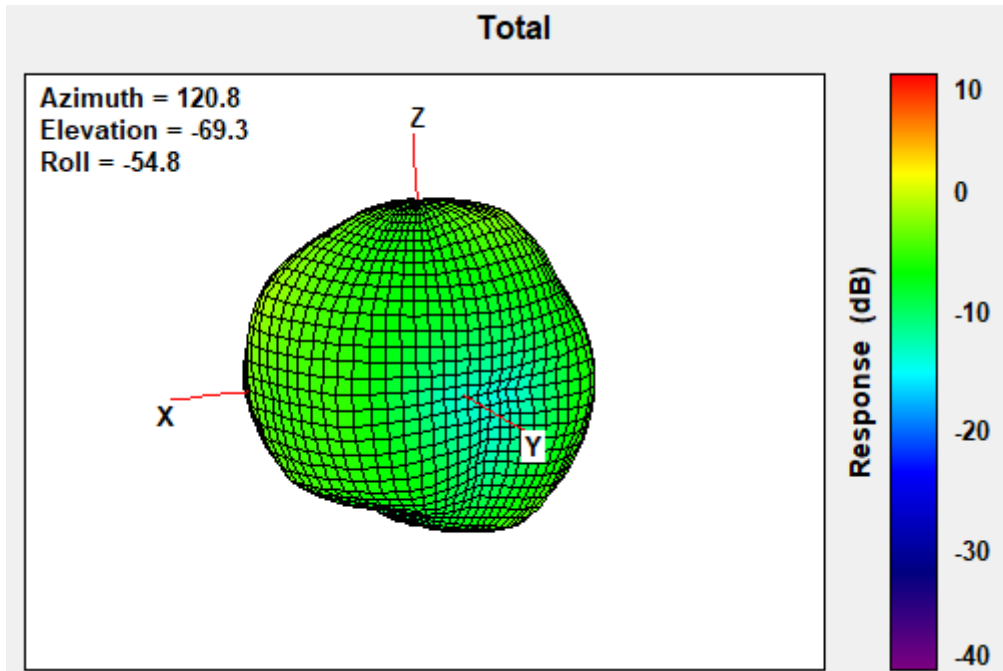 Total
Azimuth = 120.8
Elevation = -69.3
Roll = -54.8
Z
X
Y
10
0
-10
-20
-30
-40
Response (dB)